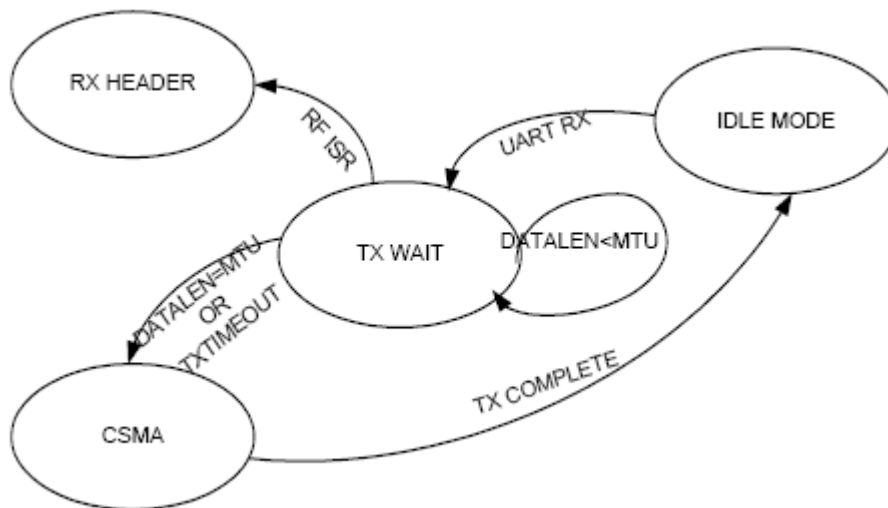 RX HEADER
IDLE MODE
RF ISR
UART RX
TX WAIT
DATALEN<MTU
DATALEN=MTU
OR
TXTIMEOUT
TX COMPLETE
CSMA